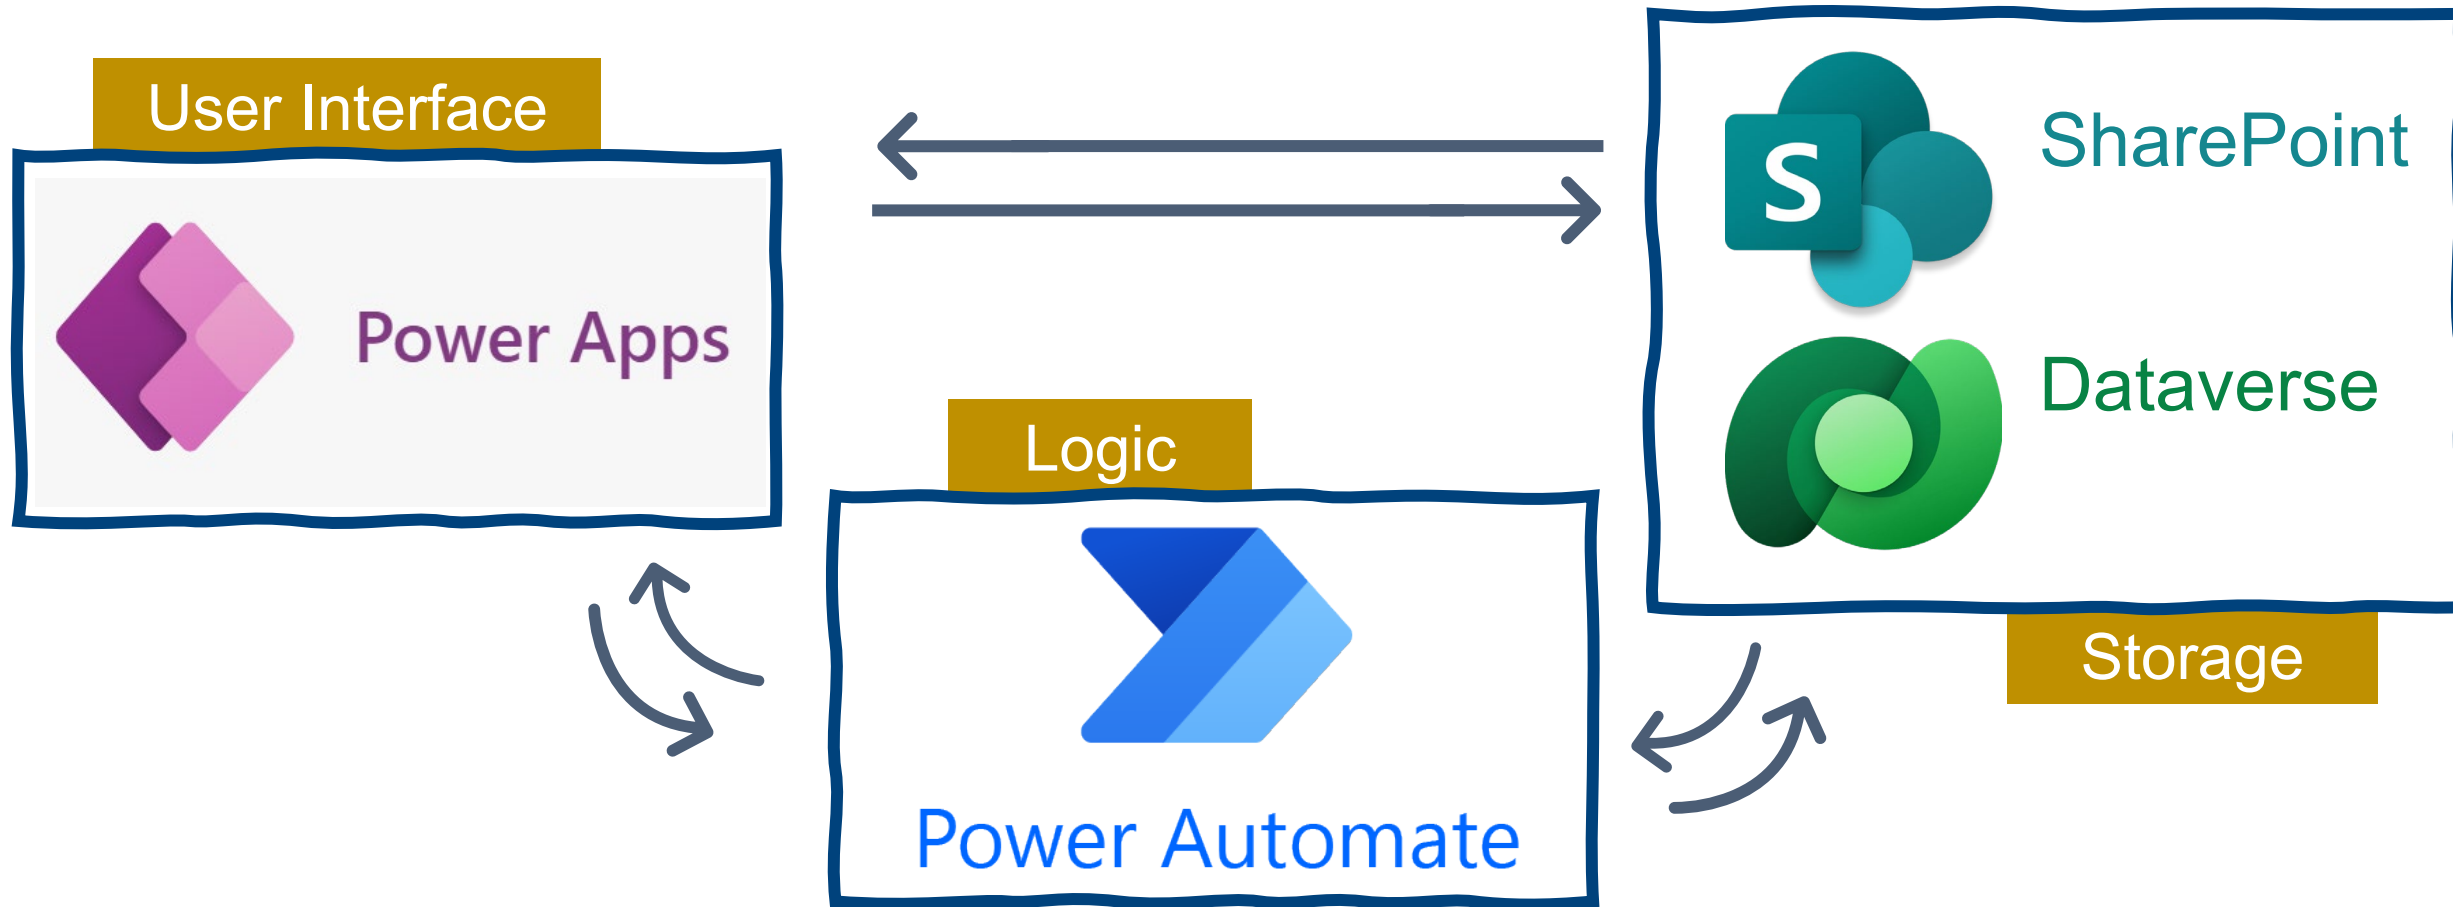 User Interface
Power Apps
SharePoint
S
Dataverse
Logic
Power Automate
Storage